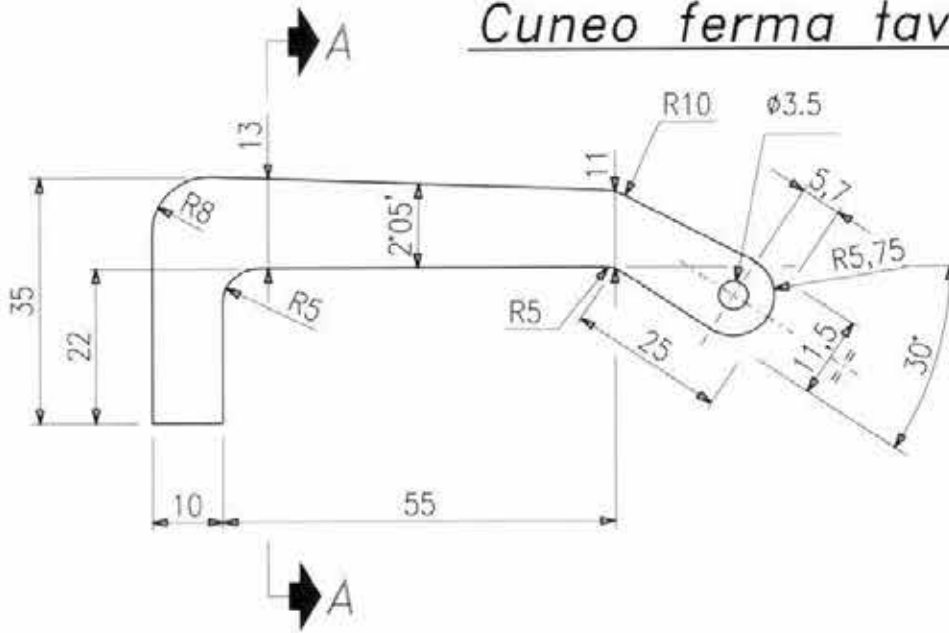 Cuneo ferma tav
A
R10
ø3.5
13
11
5,7
R8
2°05'
R5,75
35
R5
R5
22
25
11,5
=
=
30°
10
55
A